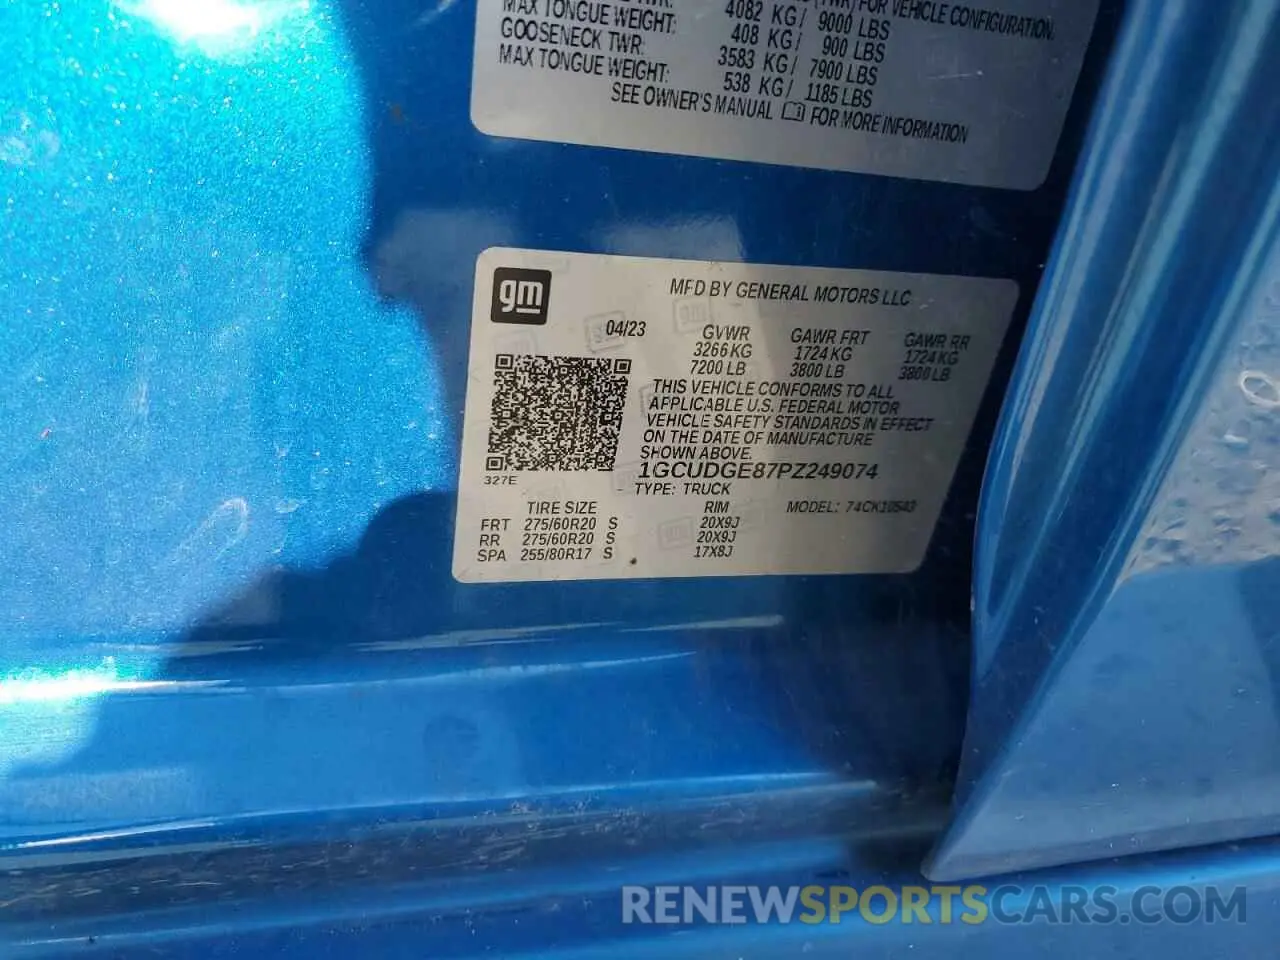 (TWR) FOR VEHICLE CONFIGURATION.
4082 KG/ 9000 LBS
MAX TONGUE WEIGHT: 408 KG/ 900 LBS
GOOSENECK TWR: 3583 KG/ 7900 LBS
MAX TONGUE WEIGHT: 538 KG/ 1185 LBS
SEE OWNER'S MANUAL FOR MORE INFORMATION
gm
MFD BY GENERAL MOTORS LLC
04/23 GVWR GAWR FRT GAWR RR
3266 KG 1724 KG 1724 KG
7200 LB 3800 LB 3800 LB
THIS VEHICLE CONFORMS TO ALL
APPLICABLE U.S. FEDERAL MOTOR
VEHICLE SAFETY STANDARDS IN EFFECT
ON THE DATE OF MANUFACTURE
SHOWN ABOVE.
1GCUDGE87PZ249074
327E
TYPE: TRUCK
TIRE SIZE RIM MODEL: 74CK10543
FRT 275/60R20 S 20X9J
RR 275/60R20 S 20X9J
SPA 255/80R17 S 17X8J
RENEWSPORTSCARS.COM